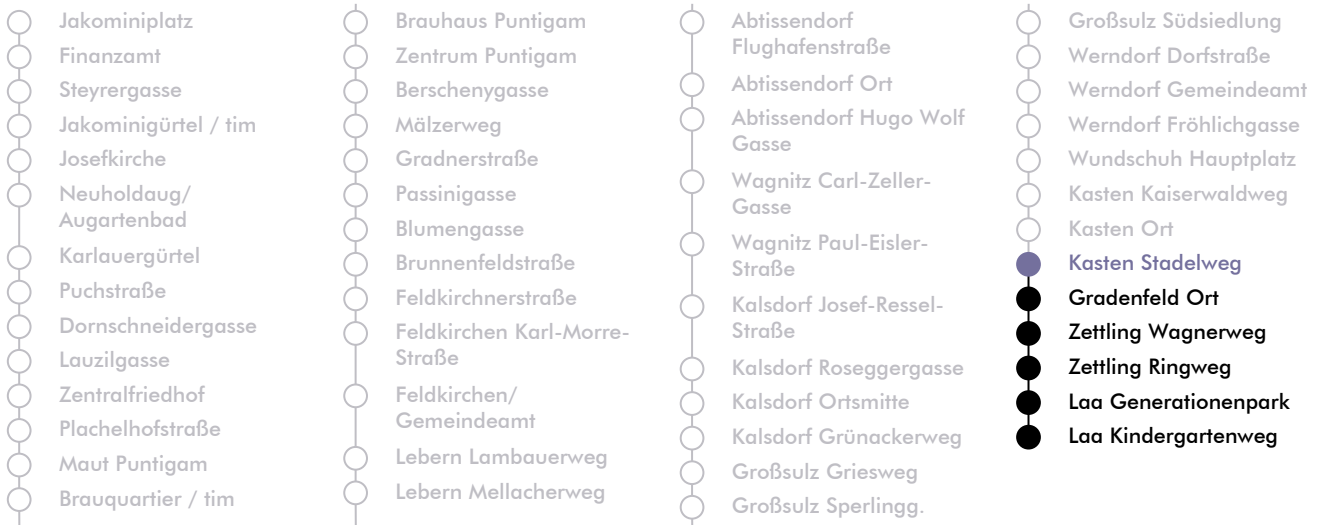 Jakominiplatz
Finanzamt
Steyrergasse
Jakominigürtel / tim
Josefkirche
Neuholdaug/
Augartenbad
Karlauergürtel
Puchstraße
Dornschneidergasse
Lauzilgasse
Zentralfriedhof
Plachelhofstraße
Maut Puntigam
Brauquartier / tim
Brauhaus Puntigam
Zentrum Puntigam
Berschenygasse
Mälzerweg
Gradnerstraße
Passinigasse
Blumengasse
Brunnenfeldstraße
Feldkirchnerstraße
Feldkirchen Karl-Morre-
Straße
Feldkirchen/
Gemeindeamt
Lebern Lambauerweg
Lebern Mellacherweg
Abtissendorf
Flughafenstraße
Abtissendorf Ort
Abtissendorf Hugo Wolf
Gasse
Wagnitz Carl-Zeller-
Gasse
Wagnitz Paul-Eisler-
Straße
Kalsdorf Josef-Ressel-
Straße
Kalsdorf Roseggergasse
Kalsdorf Ortsmitte
Kalsdorf Grünackerweg
Großsulz Griesweg
Großsulz Sperlingg.
Großsulz Südsiedlung
Werndorf Dorfstraße
Werndorf Gemeindeamt
Werndorf Fröhlichgasse
Wundschuh Hauptplatz
Kasten Kaiserwaldweg
Kasten Ort
Kasten Stadelweg
Gradenfeld Ort
Zettling Wagnerweg
Zettling Ringweg
Laa Generationenpark
Laa Kindergartenweg